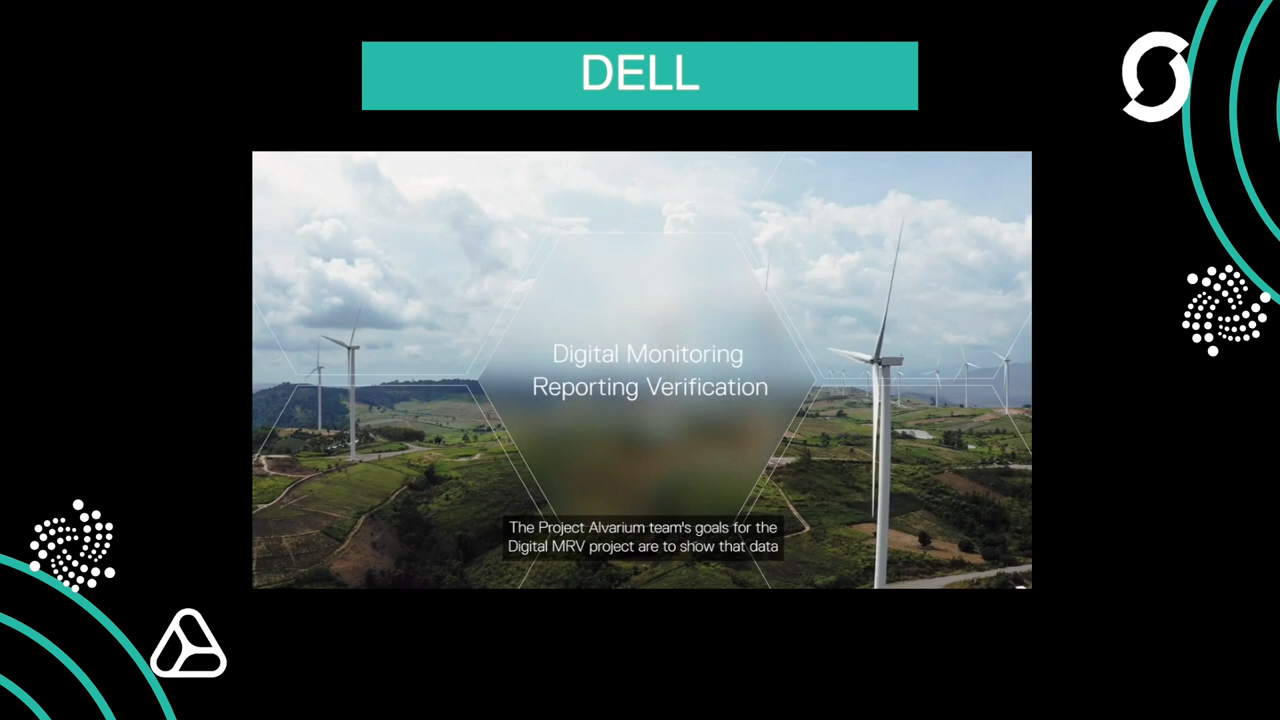 DELL
Digital Monitoring
Reporting Verification
The Project Alvarium team's goals for the
Digital MRV project are to show that data